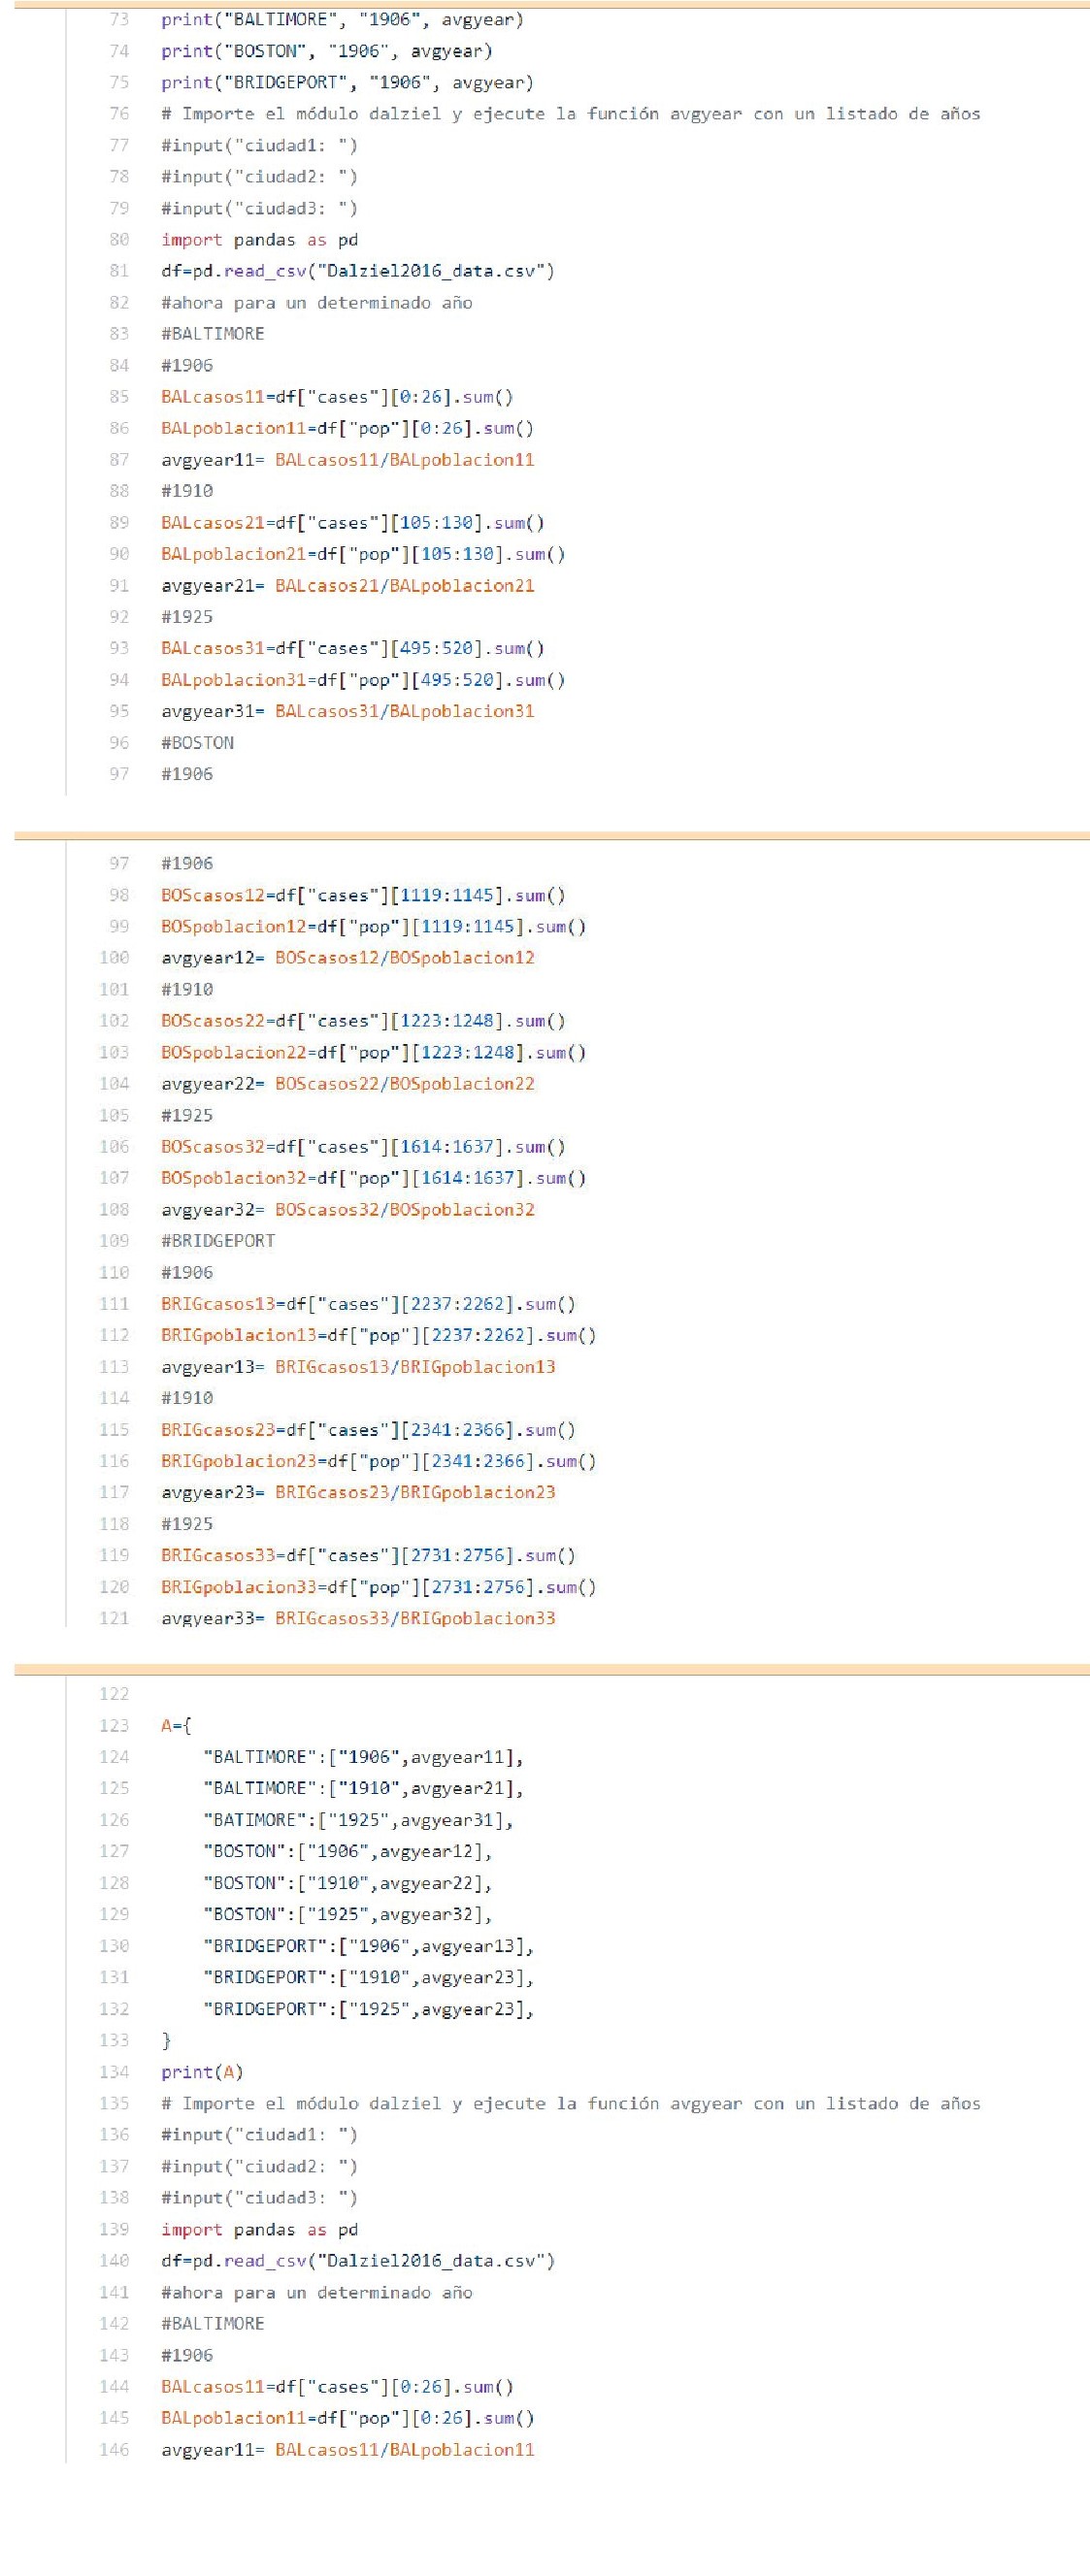 73 print("BALTIMORE", "1906", avgyear)
74 print("BOSTON", "1906", avgyear)
75 print("BRIDGEPORT", "1906", avgyear)
76 # Importe el módulo dalziel y ejecute la función avgyear con un listado de años
77 #input("ciudad1: ")
78 #input("ciudad2: ")
79 #input("ciudad3: ")
80 import pandas as pd
81 df=pd.read_csv("Dalziel2016_data.csv")
82 #ahora para un determinado año
83 #BALTIMORE
84 #1906
85 BALcasos11=df["cases"][0:26].sum()
86 BALpoblacion11=df["pop"][0:26].sum()
87 avgyear11= BALcasos11/BALpoblacion11
88 #1910
89 BALcasos21=df["cases"][105:130].sum()
90 BALpoblacion21=df["pop"][105:130].sum()
91 avgyear21= BALcasos21/BALpoblacion21
92 #1925
93 BALcasos31=df["cases"][495:520].sum()
94 BALpoblacion31=df["pop"][495:520].sum()
95 avgyear31= BALcasos31/BALpoblacion31
96 #BOSTON
97 #1906
97 #1906
98 BOScasos12=df["cases"][1119:1145].sum()
99 BOSpoblacion12=df["pop"][1119:1145].sum()
100 avgyear12= BOScasos12/BOSpoblacion12
101 #1910
102 BOScasos22=df["cases"][1223:1248].sum()
103 BOSpoblacion22=df["pop"][1223:1248].sum()
104 avgyear22= BOScasos22/BOSpoblacion22
105 #1925
106 BOScasos32=df["cases"][1614:1637].sum()
107 BOSpoblacion32=df["pop"][1614:1637].sum()
108 avgyear32= BOScasos32/BOSpoblacion32
109 #BRIDGEPORT
110 #1906
111 BRIGcasos13=df["cases"][2237:2262].sum()
112 BRIGpoblacion13=df["pop"][2237:2262].sum()
113 avgyear13= BRIGcasos13/BRIGpoblacion13
114 #1910
115 BRIGcasos23=df["cases"][2341:2366].sum()
116 BRIGpoblacion23=df["pop"][2341:2366].sum()
117 avgyear23= BRIGcasos23/BRIGpoblacion23
118 #1925
119 BRIGcasos33=df["cases"][2731:2756].sum()
120 BRIGpoblacion33=df["pop"][2731:2756].sum()
121 avgyear33= BRIGcasos33/BRIGpoblacion33
122
123 A={
124 "BALTIMORE":["1906",avgyear11],
125 "BALTIMORE":["1910",avgyear21],
126 "BATIMORE":["1925",avgyear31],
127 "BOSTON":["1906",avgyear12],
128 "BOSTON":["1910",avgyear22],
129 "BOSTON":["1925",avgyear32],
130 "BRIDGEPORT":["1906",avgyear13],
131 "BRIDGEPORT":["1910",avgyear23],
132 "BRIDGEPORT":["1925",avgyear23],
133 }
134 print(A)
135 # Importe el módulo dalziel y ejecute la función avgyear con un listado de años
136 #input("ciudad1: ")
137 #input("ciudad2: ")
138 #input("ciudad3: ")
139 import pandas as pd
140 df=pd.read_csv("Dalziel2016_data.csv")
141 #ahora para un determinado año
142 #BALTIMORE
143 #1906
144 BALcasos11=df["cases"][0:26].sum()
145 BALpoblacion11=df["pop"][0:26].sum()
146 avgyear11= BALcasos11/BALpoblacion11